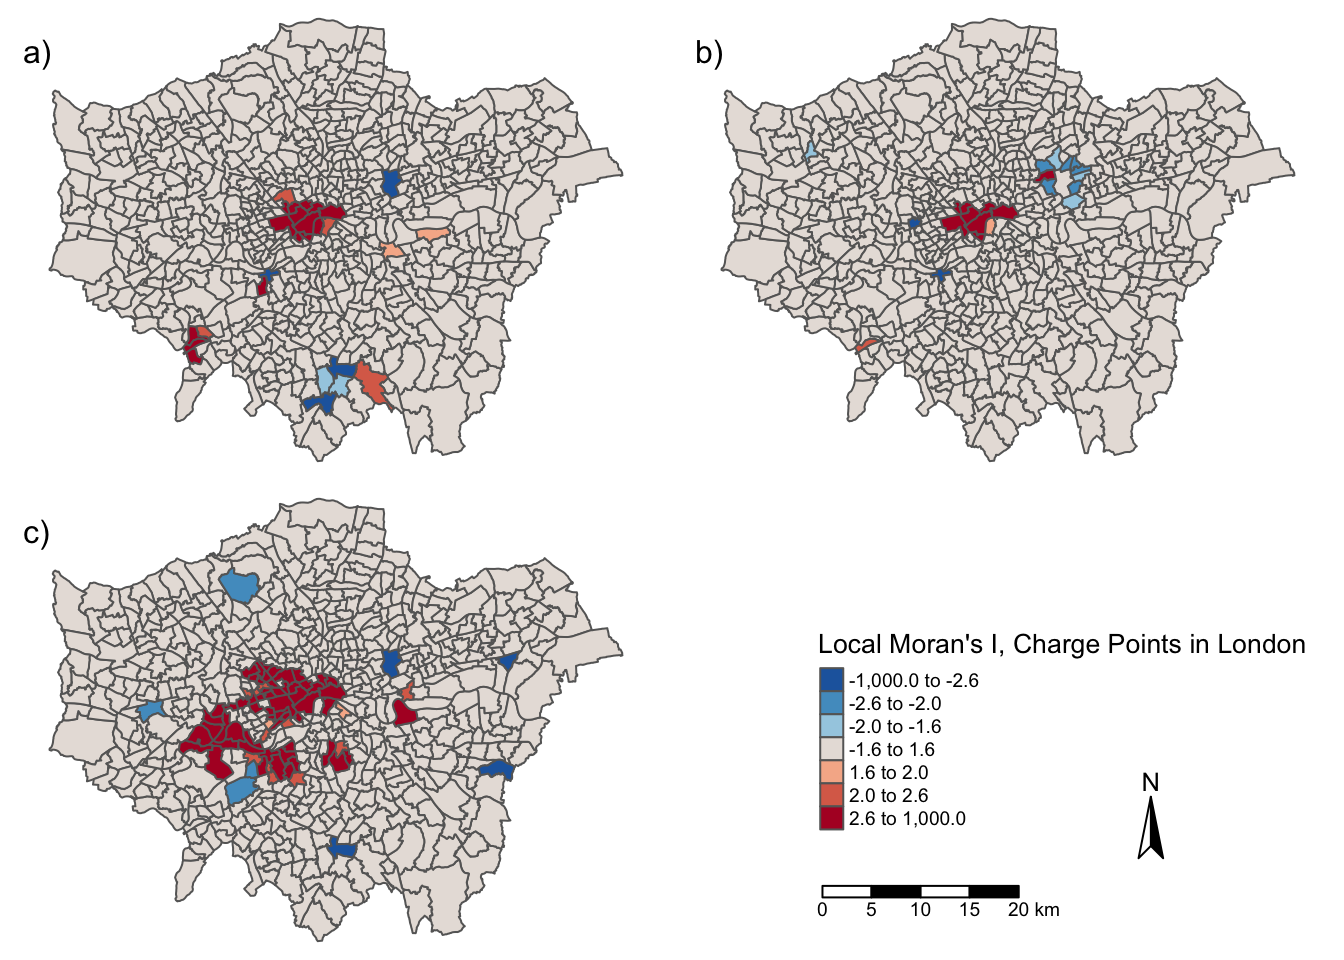 a)
b)
c)
Local Moran's I, Charge Points in London
-1,000.0 to -2.6
-2.6 to -2.0
-2.0 to -1.6
-1.6 to 1.6
1.6 to 2.0
2.0 to 2.6
2.6 to 1,000.0
N
0 5 10 15 20 km